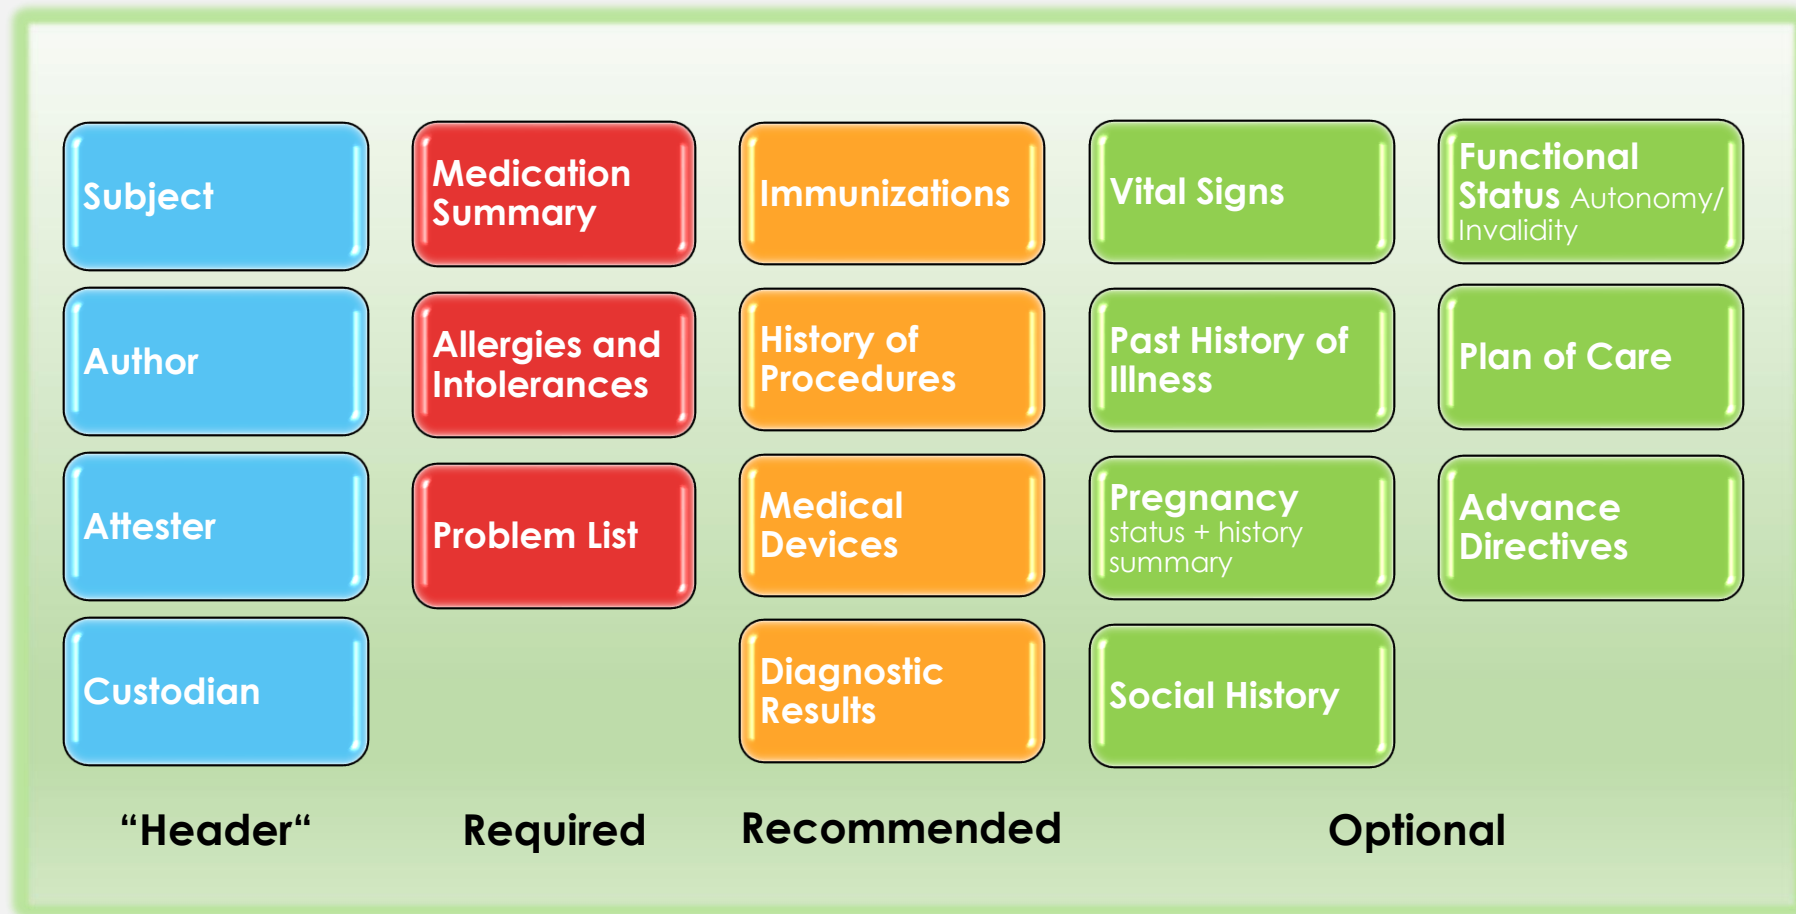 Subject
Author
Attester
Custodian
“Header“
Medication
Summary
Allergies and
Intolerances
Problem List
Required
Immunizations
History of
Procedures
Medical
Devices
Diagnostic
Results
Recommended
Vital Signs
Past History of
Illness
Pregnancy
status + history
summary
Social History
Functional
Status Autonomy/
Invalidity
Plan of Care
Advance
Directives
Optional